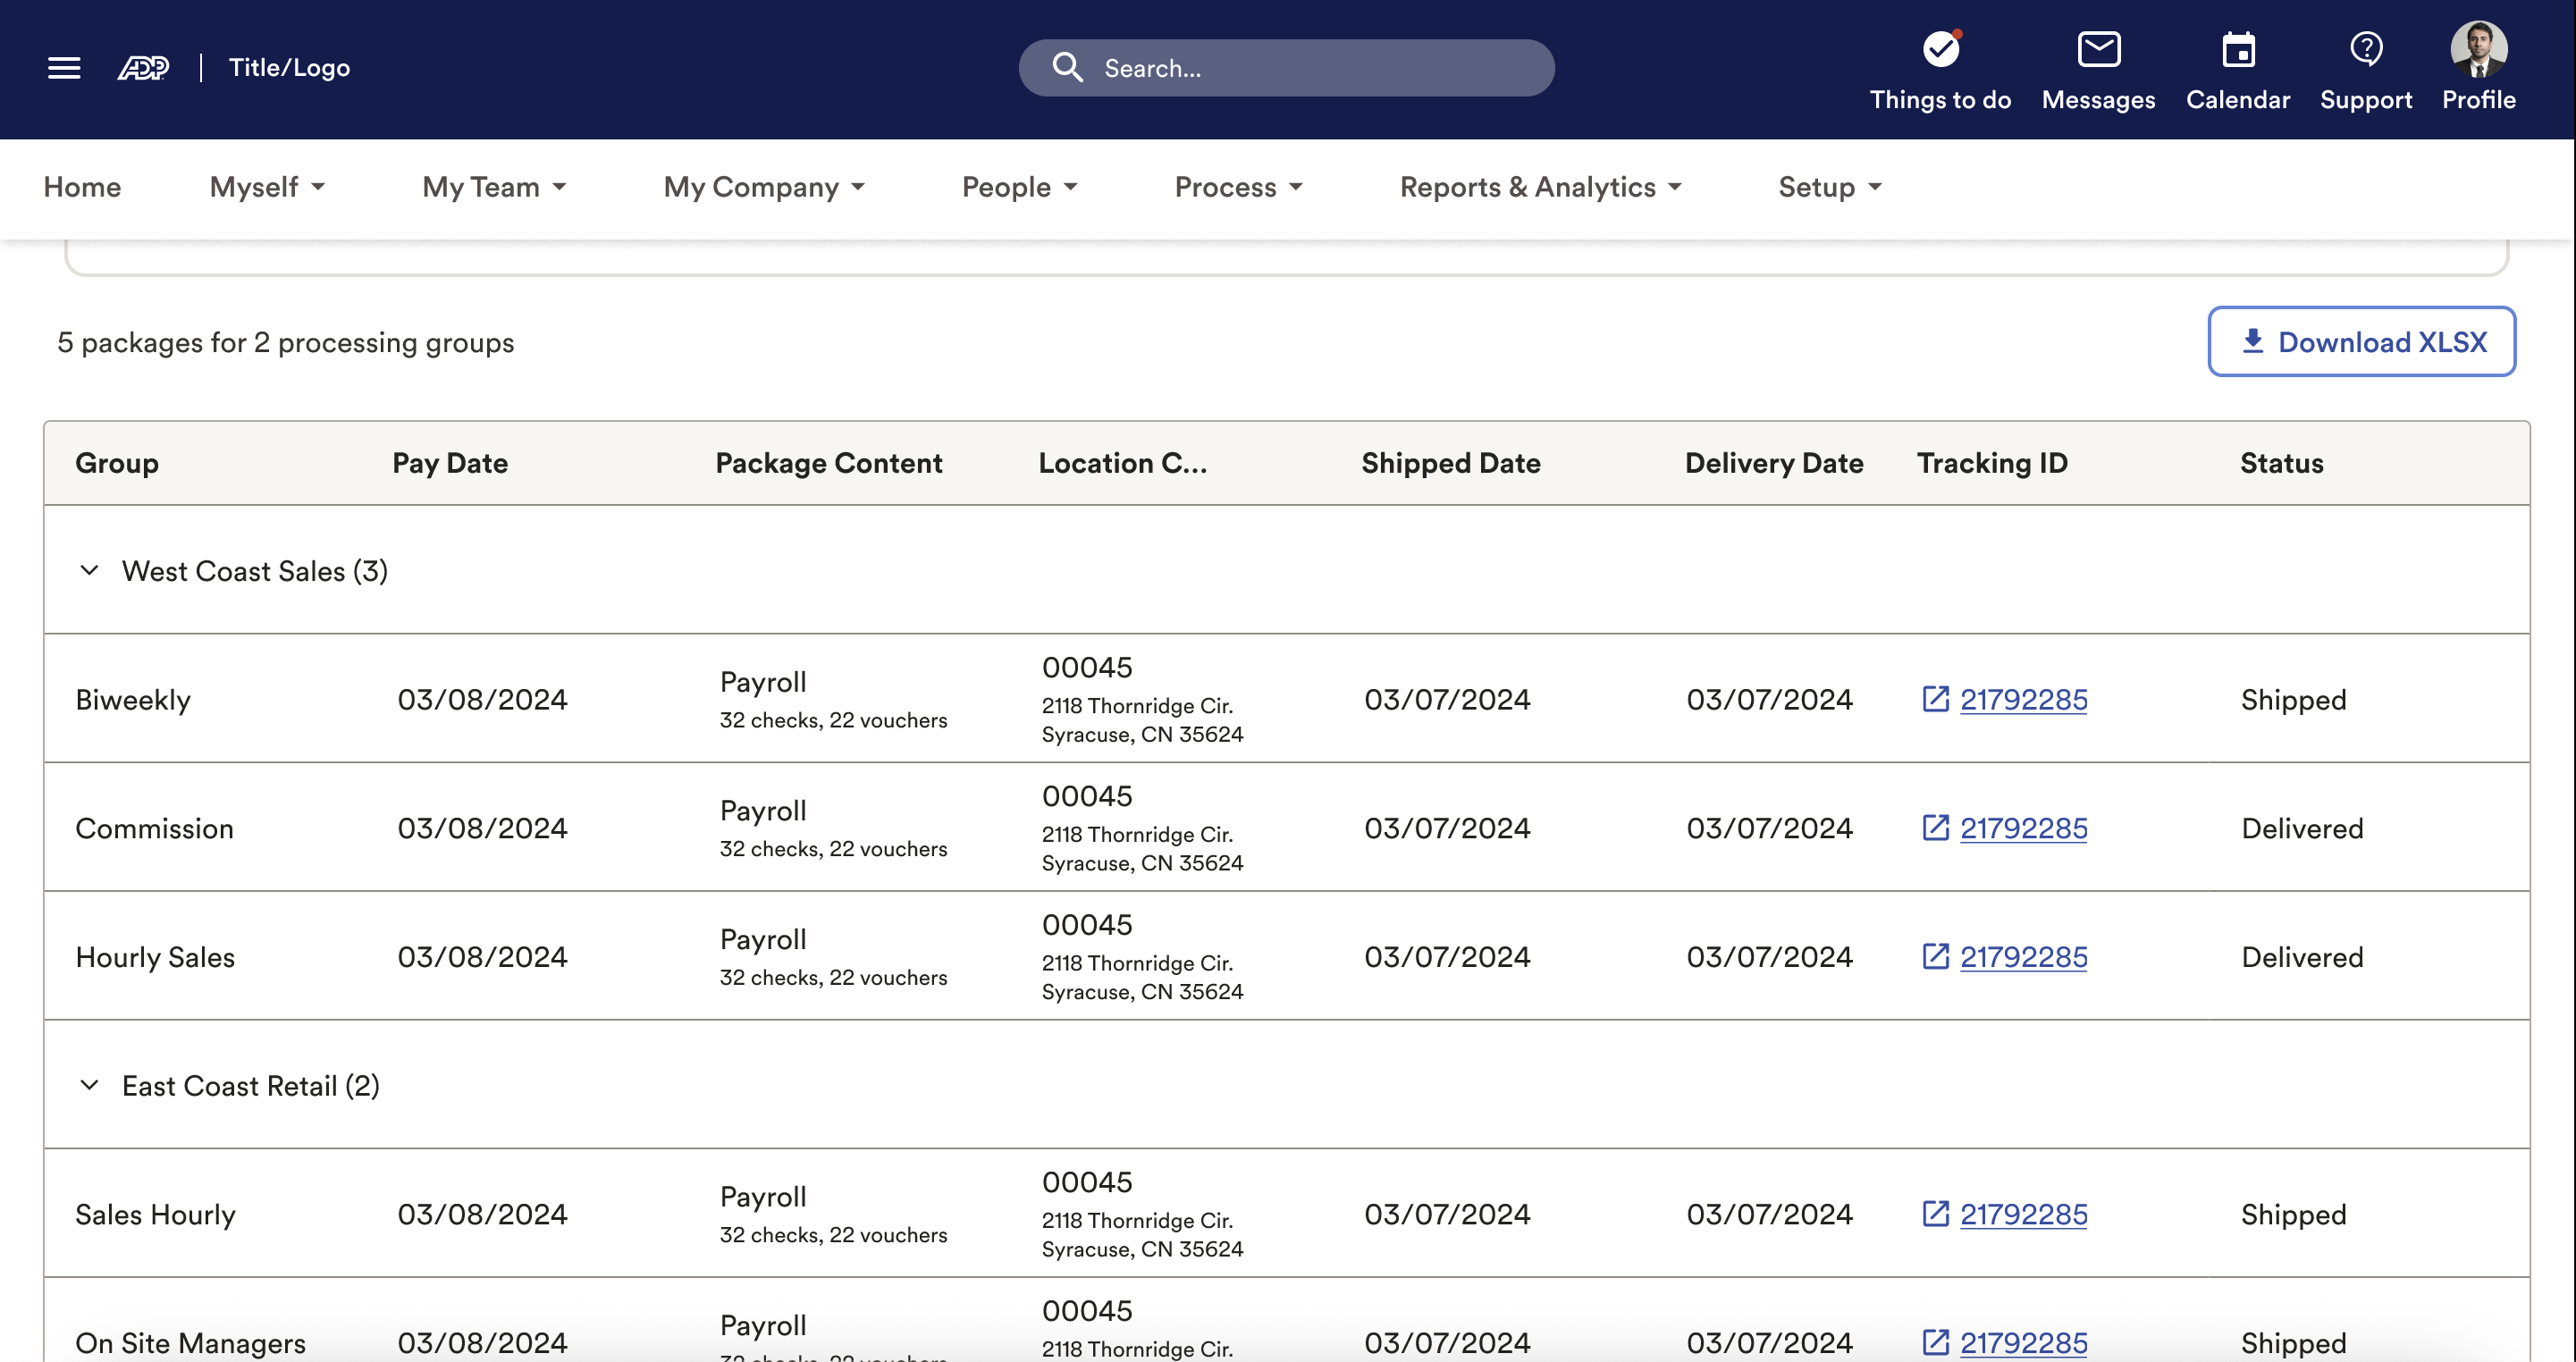 ADP Title/Logo
Search...
Things to do Messages Calendar Support Profile
Home Myself My Team My Company People Process Reports & Analytics Setup
5 packages for 2 processing groups
Download XLSX
Group Pay Date Package Content Location C... Shipped Date Delivery Date Tracking ID Status
West Coast Sales (3)
Biweekly 03/08/2024 Payroll 00045 03/07/2024 03/07/2024 21792285 Shipped
32 checks, 22 vouchers 2118 Thornridge Cir.
Syracuse, CN 35624
Commission 03/08/2024 Payroll 00045 03/07/2024 03/07/2024 21792285 Delivered
32 checks, 22 vouchers 2118 Thornridge Cir.
Syracuse, CN 35624
Hourly Sales 03/08/2024 Payroll 00045 03/07/2024 03/07/2024 21792285 Delivered
32 checks, 22 vouchers 2118 Thornridge Cir.
Syracuse, CN 35624
East Coast Retail (2)
Sales Hourly 03/08/2024 Payroll 00045 03/07/2024 03/07/2024 21792285 Shipped
32 checks, 22 vouchers 2118 Thornridge Cir.
Syracuse, CN 35624
On Site Managers 03/08/2024 Payroll 00045 03/07/2024 03/07/2024 21792285 Shipped
2118 Thornridge Cir.